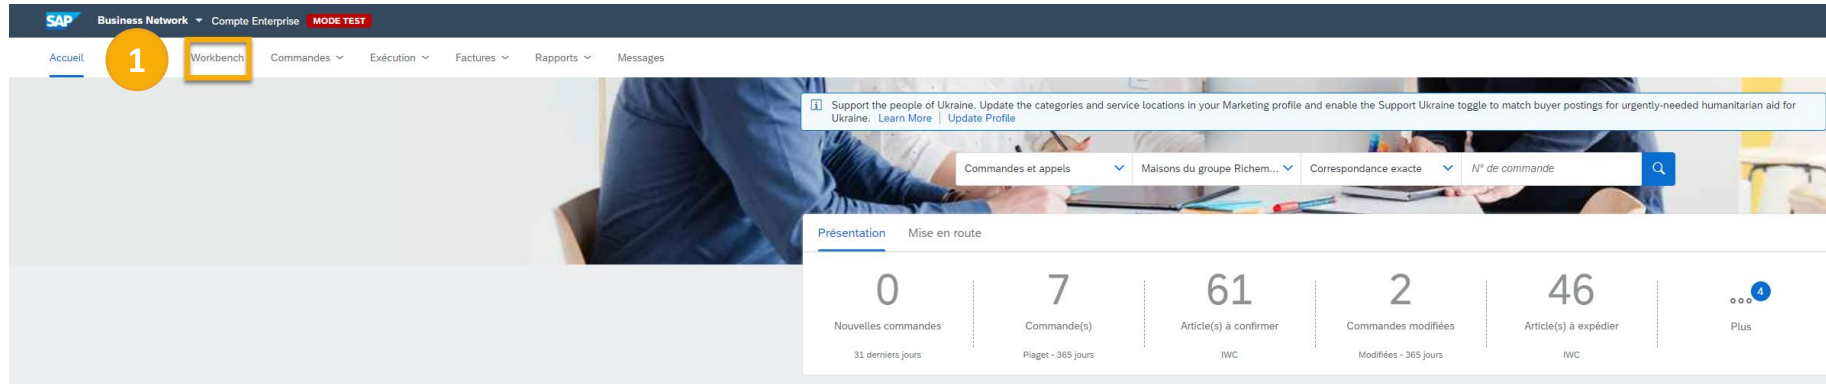 SAP Business Network Compte Enterprise MODE TEST
Accueil 1 Workbench Commandes Exécution Factures Rapports Messages
i Support the people of Ukraine. Update the categories and service locations in your Marketing profile and enable the Support Ukraine toggle to match buyer postings for urgently-needed humanitarian aid for
Ukraine. Learn More | Update Profile
Commandes et appels Maisons du groupe Richem... Correspondance exacte N° de commande
Présentation Mise en route
0 7 61 2 46 4
Nouvelles commandes Commande(s) Article(s) à confirmer Commandes modifiées Article(s) à expédier Plus
31 derniers jours Piaget - 365 jours IWC Modifiées - 365 jours IWC